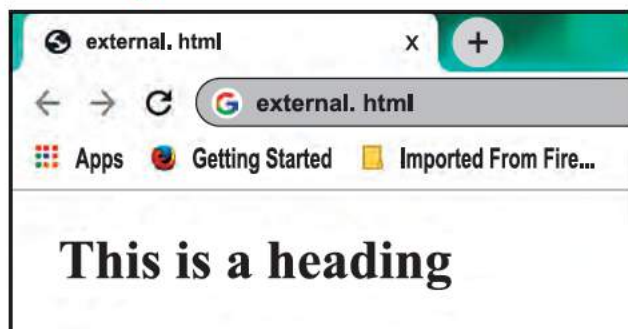 external. html x +
external. html
Apps Getting Started Imported From Fire...
This is a heading